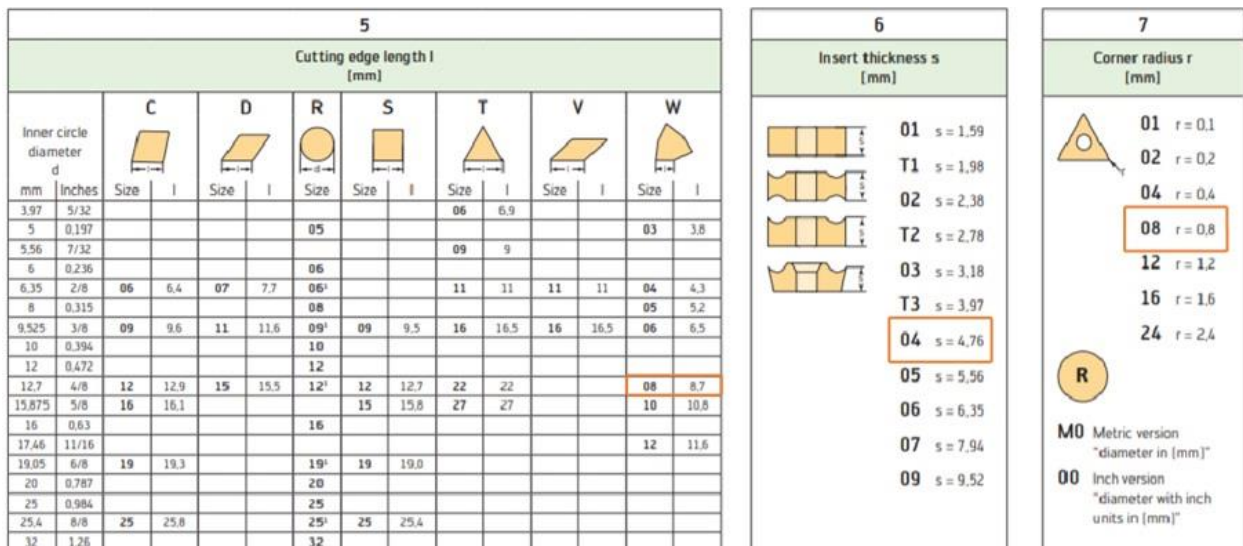 5
Cutting edge length l
[mm]
Inner circle
diameter
d
C D R S T V W
mm Inches Size l Size l Size Size l Size l Size l Size l
3,97 5/32 06 6,9
5 0,197 05 03 3,8
5,56 7/32 09 9
6 0,236 06
6,35 2/8 06 6,4 07 7,7 06¹ 11 11 11 11 04 4,3
8 0,315 08 05 5,2
9,525 3/8 09 9,6 11 11,6 09¹ 09 9,5 16 16,5 16 16,5 06 6,5
10 0,394 10
12 0,472 12
12,7 4/8 12 12,9 15 15,5 12¹ 12 12,7 22 22 08 8,7
15,875 5/8 16 16,1 15 15,8 27 27 10 10,8
16 0,63 16
17,46 11/16 12 11,6
19,05 6/8 19 19,3 19¹ 19 19,0
20 0,787 20
25 0,984 25
25,4 8/8 25 25,8 25¹ 25 25,4
32 1,26 32
6
Insert thickness s
[mm]
01 s = 1,59
T1 s = 1,98
02 s = 2,38
T2 s = 2,78
03 s = 3,18
T3 s = 3,97
04 s = 4,76
05 s = 5,56
06 s = 6,35
07 s = 7,94
09 s = 9,52
7
Corner radius r
[mm]
01 r = 0,1
02 r = 0,2
04 r = 0,4
08 r = 0,8
12 r = 1,2
16 r = 1,6
24 r = 2,4
r
R
M0 Metric version
"diameter in [mm]"
00 Inch version
"diameter with inch
units in [mm]"